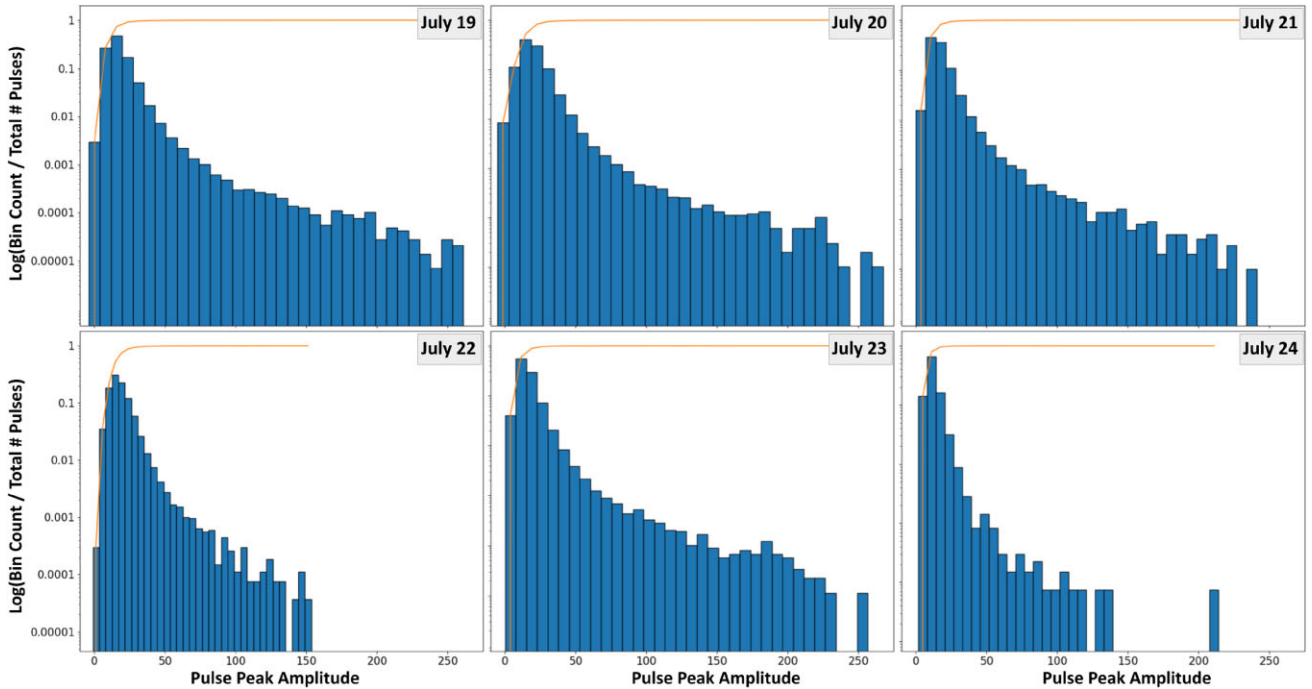 July 19
July 20
July 21
Log(Bin Count / Total # Pulses)
1
0.1
0.01
0.001
0.0001
0.00001
July 22
July 23
July 24
Log(Bin Count / Total # Pulses)
1
0.1
0.01
0.001
0.0001
0.00001
0 50 100 150 200 250
0 50 100 150 200 250
0 50 100 150 200 250
Pulse Peak Amplitude
Pulse Peak Amplitude
Pulse Peak Amplitude